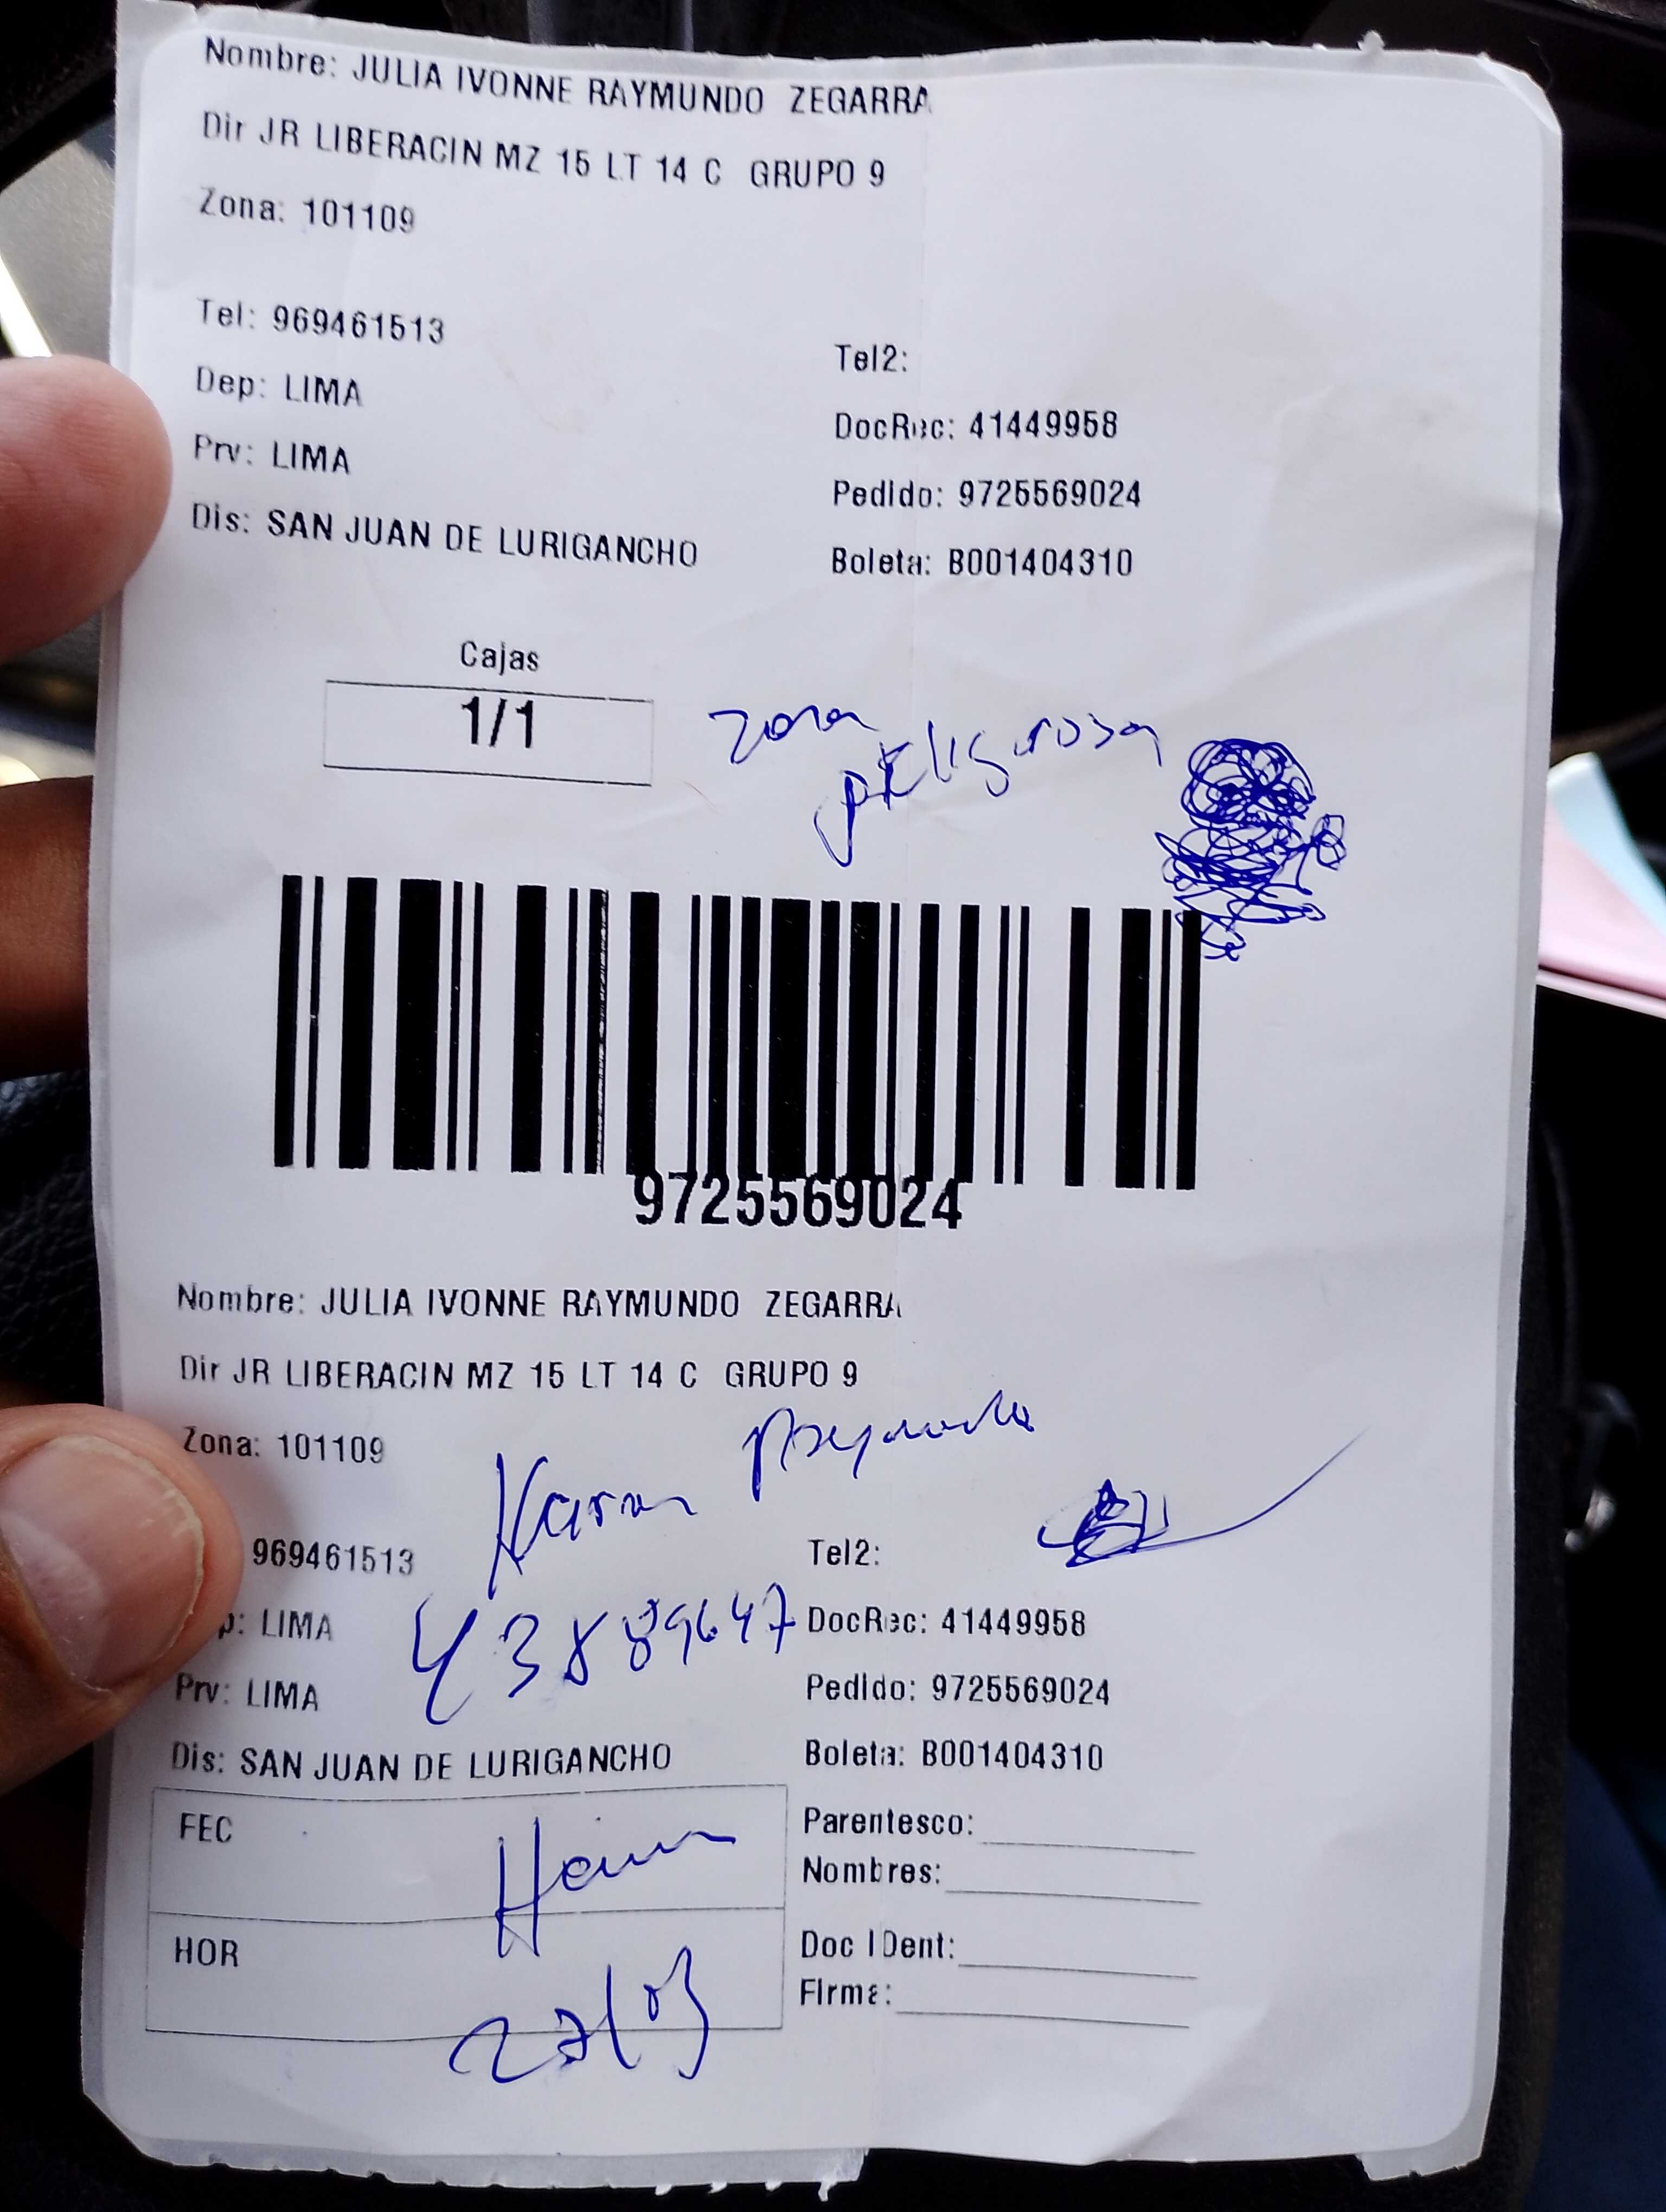 Nombre: JULIA IVONNE RAYMUNDO ZEGARRA
Dir JR LIBERACIN MZ 15 LT 14 C GRUPO 9
Zona: 101109
Tel: 969461513
Tel2:
Dep: LIMA
DocRec: 41449958
Prv: LIMA
Pedido: 9725569024
Dis: SAN JUAN DE LURIGANCHO
Boleta: B001404310
Cajas
1/1
zona
peligrosa
9725569024
Nombre: JULIA IVONNE RAYMUNDO ZEGARRA
Dir JR LIBERACIN MZ 15 LT 14 C GRUPO 9
Zona: 101109
Karen Raymundo
969461513
Tel2:
p: LIMA
43889647
DocRec: 41449958
Prv: LIMA
Pedido: 9725569024
Dis: SAN JUAN DE LURIGANCHO
Boleta: B001404310
FEC
Parentesco:
Nombres:
HOR
Doc IDent:
Firma: